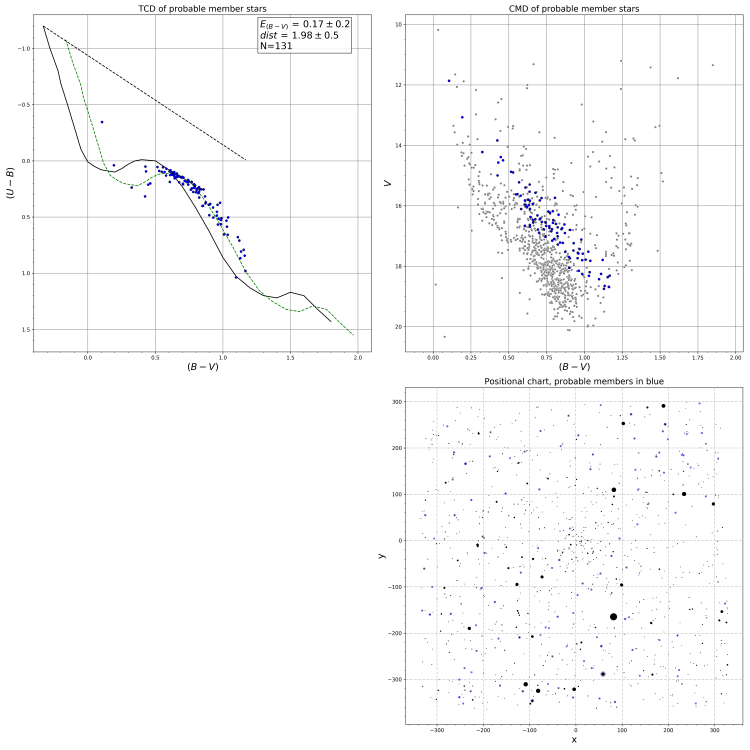 TCD of probable member stars
E(B−V) = 0.17 ± 0.2
dist = 1.98 ± 0.5
N=131
−1.0
−0.5
0.0
0.5
1.0
1.5
(U − B)
0.0 0.5 1.0 1.5 2.0
(B − V)
CMD of probable member stars
10
12
14
16
18
20
V
0.00 0.25 0.50 0.75 1.00 1.25 1.50 1.75 2.00
(B − V)
Positional chart, probable members in blue
300
200
100
0
−100
−200
−300
y
−300 −200 −100 0 100 200 300
x